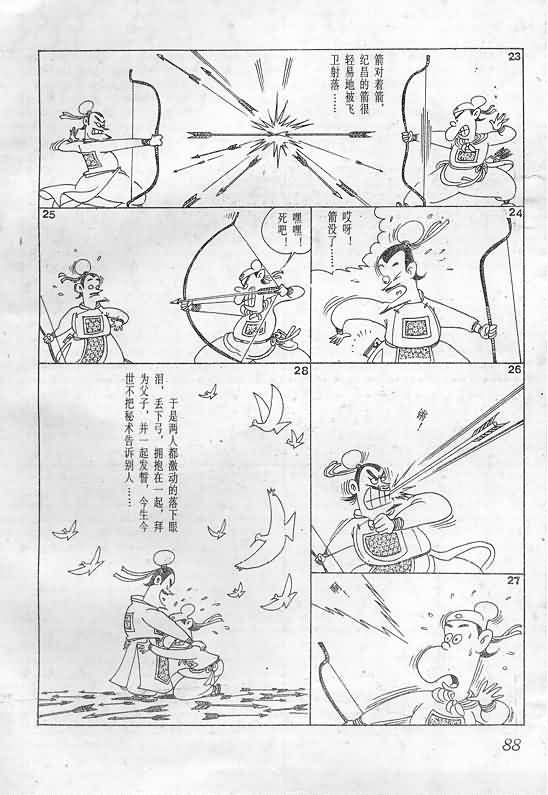 23
箭对着箭，
纪昌的箭很
轻易地被飞
卫射落……
24
哎呀！
箭没了……
25
嘿嘿！
死吧！
26
嘣！
27
嘣！
28
于是两人都激动的落下眼
泪，丢下弓，拥抱在一起，拜
为父子，并一起发誓，今生今
世不把秘术告诉别人……
88